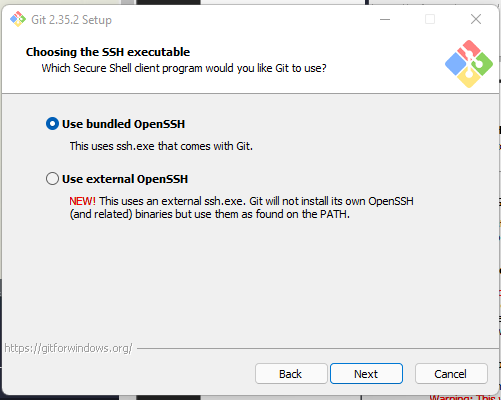 Git 2.35.2 Setup
Choosing the SSH executable
Which Secure Shell client program would you like Git to use?
Use bundled OpenSSH
This uses ssh.exe that comes with Git.
Use external OpenSSH
NEW! This uses an external ssh.exe. Git will not install its own OpenSSH
(and related) binaries but use them as found on the PATH.
https://gitforwindows.org/
Back Next Cancel
Warning: This